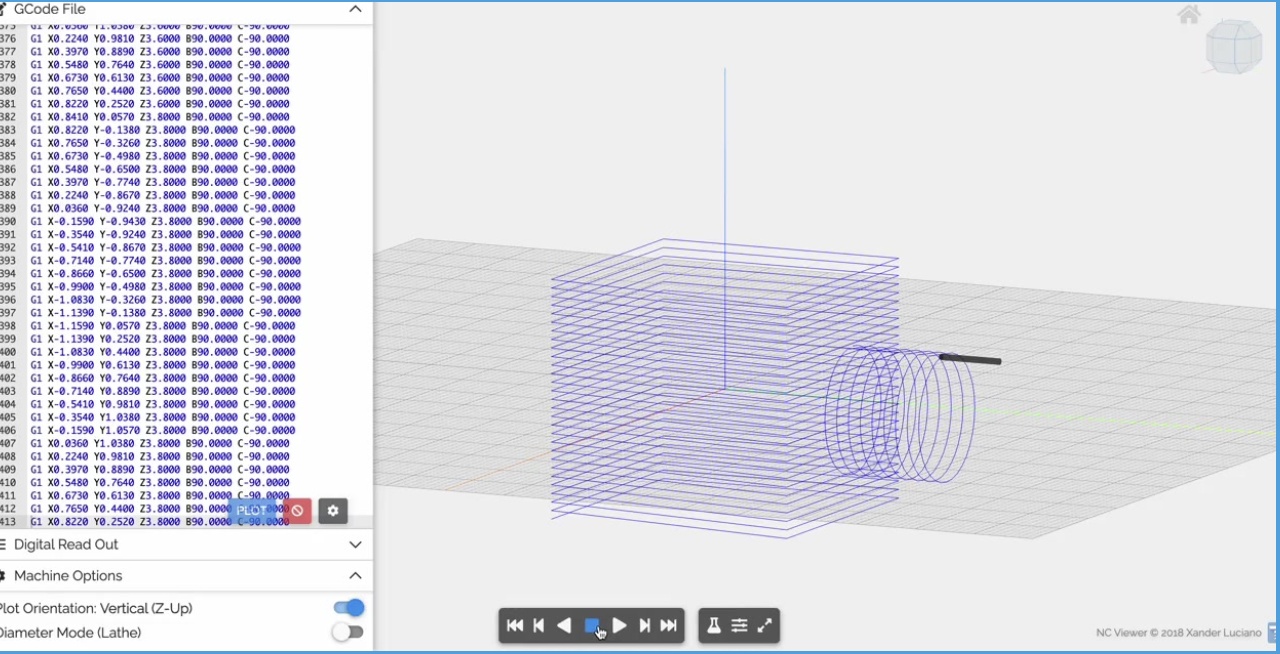 GCode File
375 G1 X0.0360 Y1.0380 Z3.6000 B90.0000 C-90.0000
376 G1 X0.2240 Y0.9810 Z3.6000 B90.0000 C-90.0000
377 G1 X0.3970 Y0.8890 Z3.6000 B90.0000 C-90.0000
378 G1 X0.5480 Y0.7640 Z3.6000 B90.0000 C-90.0000
379 G1 X0.6730 Y0.6130 Z3.6000 B90.0000 C-90.0000
380 G1 X0.7650 Y0.4400 Z3.6000 B90.0000 C-90.0000
381 G1 X0.8220 Y0.2520 Z3.6000 B90.0000 C-90.0000
382 G1 X0.8410 Y0.0570 Z3.8000 B90.0000 C-90.0000
383 G1 X0.8220 Y-0.1380 Z3.8000 B90.0000 C-90.0000
384 G1 X0.7650 Y-0.3260 Z3.8000 B90.0000 C-90.0000
385 G1 X0.6730 Y-0.4980 Z3.8000 B90.0000 C-90.0000
386 G1 X0.5480 Y-0.6500 Z3.8000 B90.0000 C-90.0000
387 G1 X0.3970 Y-0.7740 Z3.8000 B90.0000 C-90.0000
388 G1 X0.2240 Y-0.8670 Z3.8000 B90.0000 C-90.0000
389 G1 X0.0360 Y-0.9240 Z3.8000 B90.0000 C-90.0000
390 G1 X-0.1590 Y-0.9430 Z3.8000 B90.0000 C-90.0000
391 G1 X-0.3540 Y-0.9240 Z3.8000 B90.0000 C-90.0000
392 G1 X-0.5410 Y-0.8670 Z3.8000 B90.0000 C-90.0000
393 G1 X-0.7140 Y-0.7740 Z3.8000 B90.0000 C-90.0000
394 G1 X-0.8660 Y-0.6500 Z3.8000 B90.0000 C-90.0000
395 G1 X-0.9900 Y-0.4980 Z3.8000 B90.0000 C-90.0000
396 G1 X-1.0830 Y-0.3260 Z3.8000 B90.0000 C-90.0000
397 G1 X-1.1390 Y-0.1380 Z3.8000 B90.0000 C-90.0000
398 G1 X-1.1590 Y0.0570 Z3.8000 B90.0000 C-90.0000
399 G1 X-1.1390 Y0.2520 Z3.8000 B90.0000 C-90.0000
400 G1 X-1.0830 Y0.4400 Z3.8000 B90.0000 C-90.0000
401 G1 X-0.9900 Y0.6130 Z3.8000 B90.0000 C-90.0000
402 G1 X-0.8660 Y0.7640 Z3.8000 B90.0000 C-90.0000
403 G1 X-0.7140 Y0.8890 Z3.8000 B90.0000 C-90.0000
404 G1 X-0.5410 Y0.9810 Z3.8000 B90.0000 C-90.0000
405 G1 X-0.3540 Y1.0380 Z3.8000 B90.0000 C-90.0000
406 G1 X-0.1590 Y1.0570 Z3.8000 B90.0000 C-90.0000
407 G1 X0.0360 Y1.0380 Z3.8000 B90.0000 C-90.0000
408 G1 X0.2240 Y0.9810 Z3.8000 B90.0000 C-90.0000
409 G1 X0.3970 Y0.8890 Z3.8000 B90.0000 C-90.0000
410 G1 X0.5480 Y0.7640 Z3.8000 B90.0000 C-90.0000
411 G1 X0.6730 Y0.6130 Z3.8000 B90.0000 C-90.0000
412 G1 X0.7650 Y0.4400 Z3.8000 B90.0000 C-90.0000
413 G1 X0.8220 Y0.2520 Z3.8000 B90.0000 C-90.0000
PLOT
Digital Read Out
Machine Options
Plot Orientation: Vertical (Z-Up)
Diameter Mode (Lathe)
NC Viewer © 2018 Xander Luciano